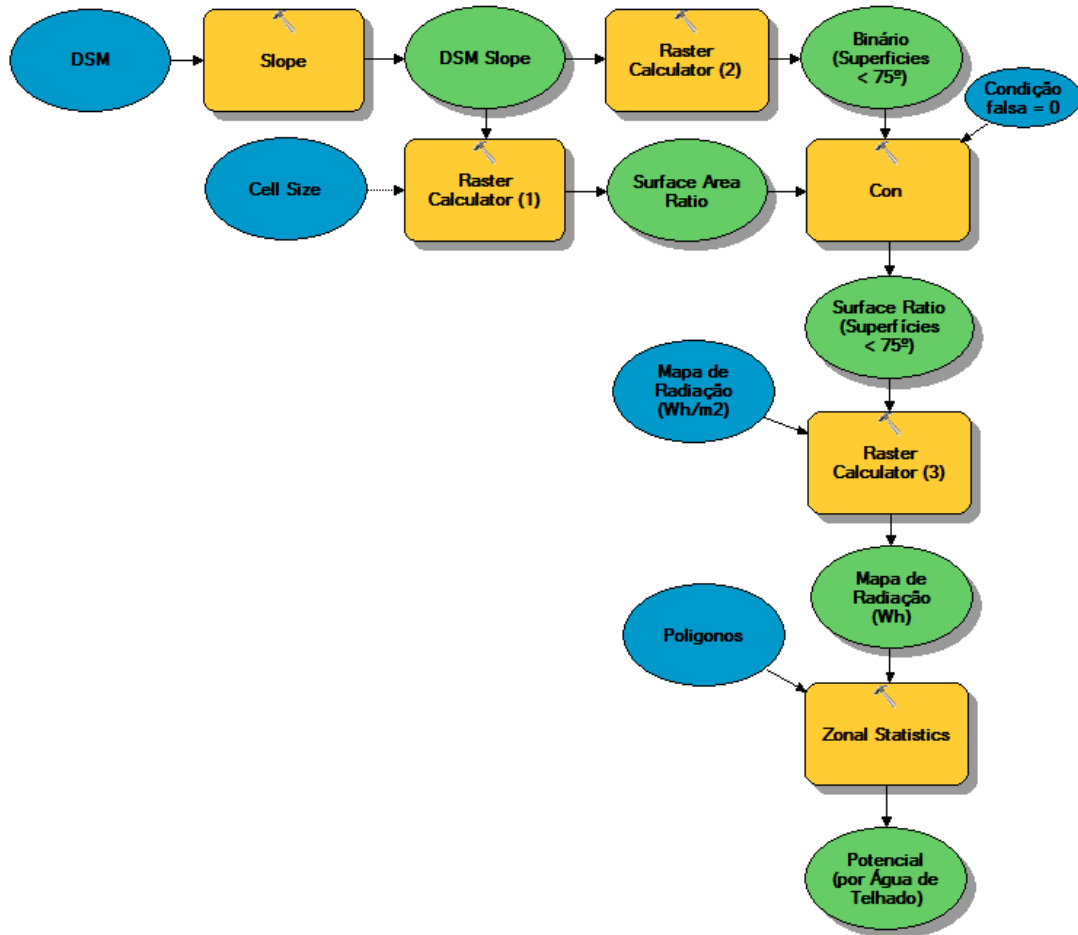 DSM
Slope
DSM Slope
Raster
Calculator (2)
Binário
(Superficies
< 75º)
Condição
falsa = 0
Cell Size
Raster
Calculator (1)
Surface Area
Ratio
Con
Surface Ratio
(Superfícies
< 75º)
Mapa de
Radiação
(Wh/m2)
Raster
Calculator (3)
Mapa de
Radiação
(Wh)
Poligonos
Zonal Statistics
Potencial
(por Água de
Telhado)